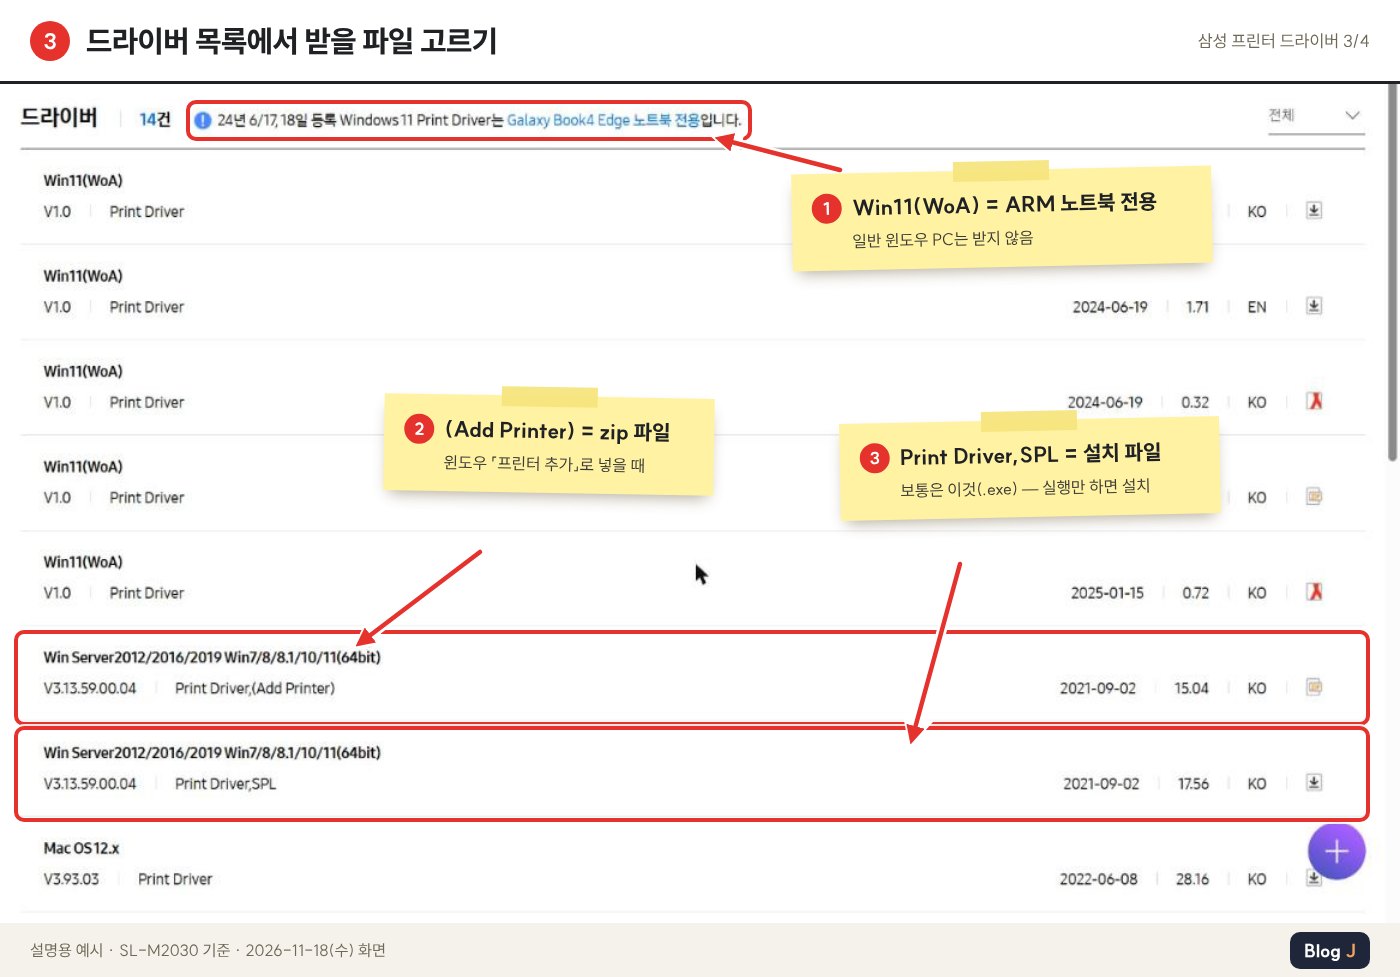 3 드라이버 목록에서 받을 파일 고르기
삼성 프린터 드라이버 3/4
드라이버 14건 24년 6/17, 18일 등록 Windows 11 Print Driver는 Galaxy Book4 Edge 노트북 전용입니다.
전체
Win11(WoA)
V1.0 Print Driver KO
1 Win11(WoA) = ARM 노트북 전용
일반 윈도우 PC는 받지 않음
Win11(WoA)
V1.0 Print Driver 2024-06-19 1.71 EN
Win11(WoA)
V1.0 Print Driver 2024-06-19 0.32 KO
2 (Add Printer) = zip 파일
윈도우 「프린터 추가」로 넣을 때
3 Print Driver,SPL = 설치 파일
보통은 이것(.exe) — 실행만 하면 설치
Win11(WoA)
V1.0 Print Driver KO
Win11(WoA)
V1.0 Print Driver 2025-01-15 0.72 KO
Win Server2012/2016/2019 Win7/8/8.1/10/11(64bit)
V3.13.59.00.04 Print Driver,(Add Printer) 2021-09-02 15.04 KO
Win Server2012/2016/2019 Win7/8/8.1/10/11(64bit)
V3.13.59.00.04 Print Driver,SPL 2021-09-02 17.56 KO
Mac OS 12.x
V3.93.03 Print Driver 2022-06-08 28.16 KO
설명용 예시 · SL-M2030 기준 · 2026-11-18(수) 화면
Blog J